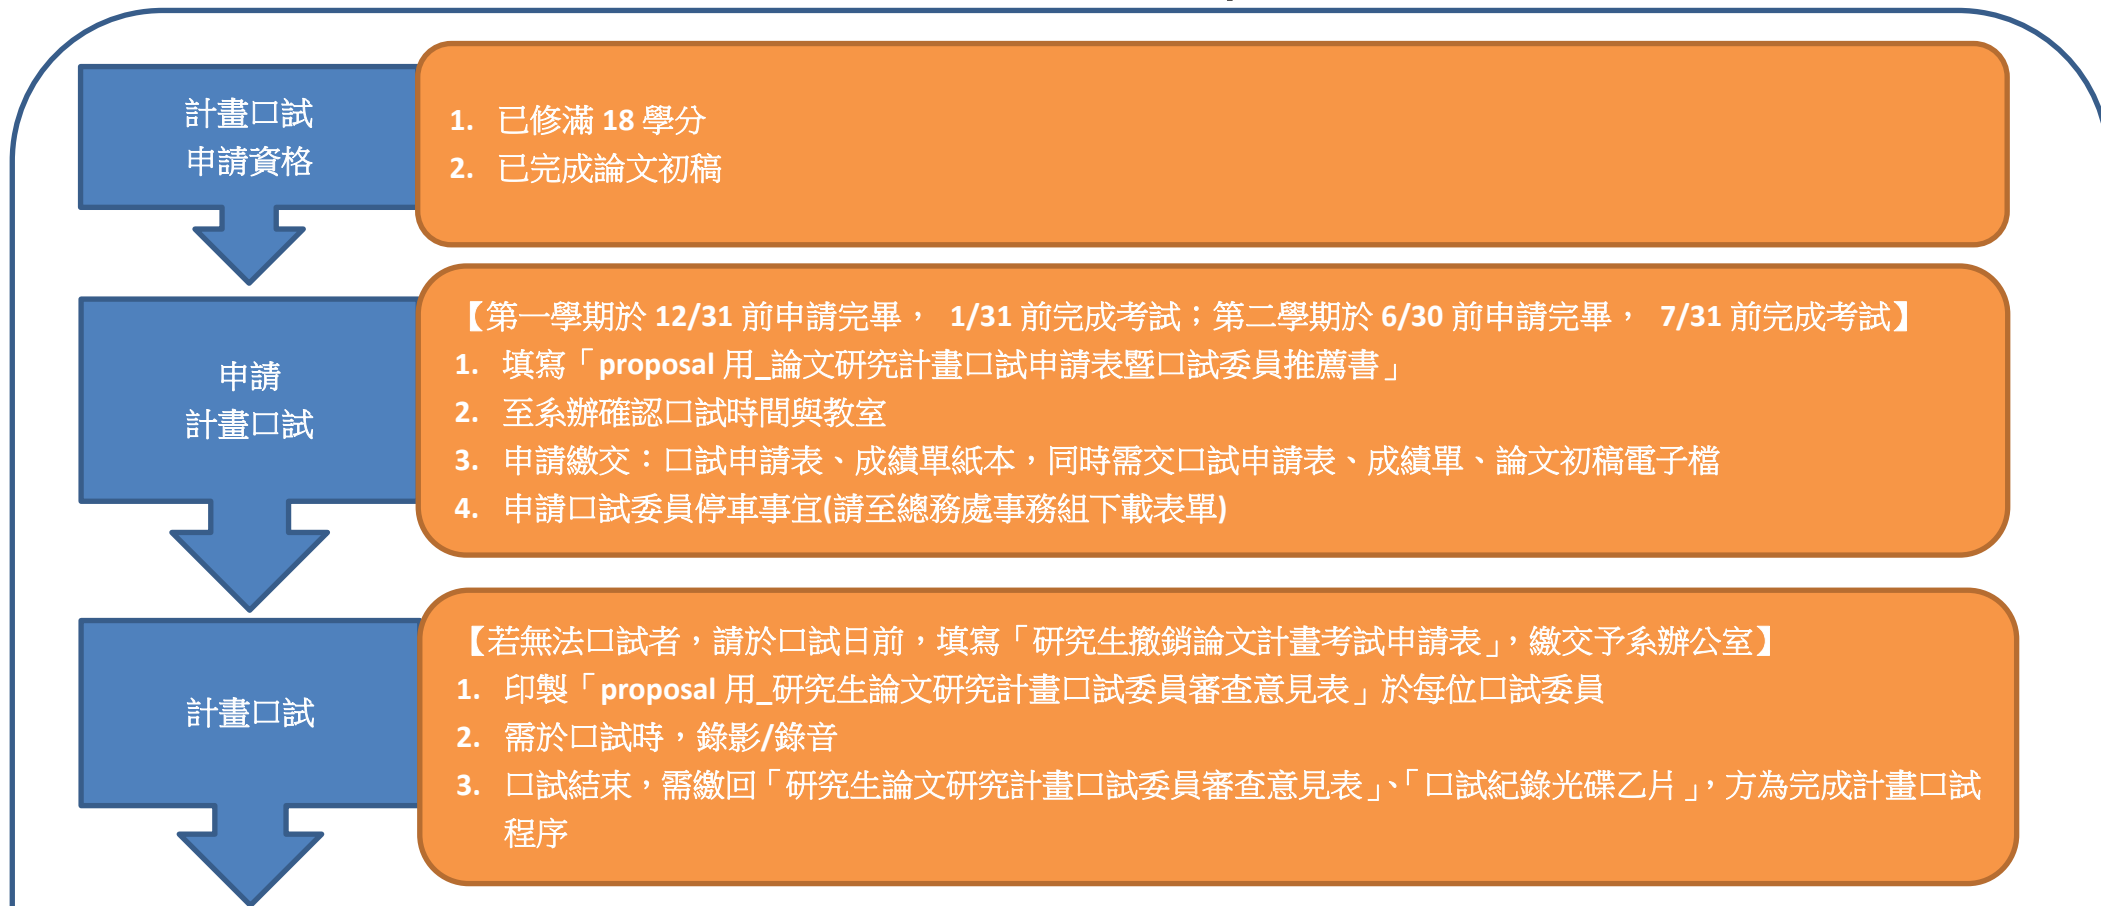 計畫口試
申請資格
1. 已修滿 18 學分
2. 已完成論文初稿
申請
計畫口試
【第一學期於 12/31 前申請完畢， 1/31 前完成考試；第二學期於 6/30 前申請完畢， 7/31 前完成考試】
1. 填寫「proposal 用_論文研究計畫口試申請表暨口試委員推薦書」
2. 至系辦確認口試時間與教室
3. 申請繳交：口試申請表、成績單紙本，同時需交口試申請表、成績單、論文初稿電子檔
4. 申請口試委員停車事宜(請至總務處事務組下載表單)
計畫口試
【若無法口試者，請於口試日前，填寫「研究生撤銷論文計畫考試申請表」，繳交予系辦公室】
1. 印製「proposal 用_研究生論文研究計畫口試委員審查意見表」於每位口試委員
2. 需於口試時，錄影/錄音
3. 口試結束，需繳回「研究生論文研究計畫口試委員審查意見表」、「口試紀錄光碟乙片」，方為完成計畫口試
程序